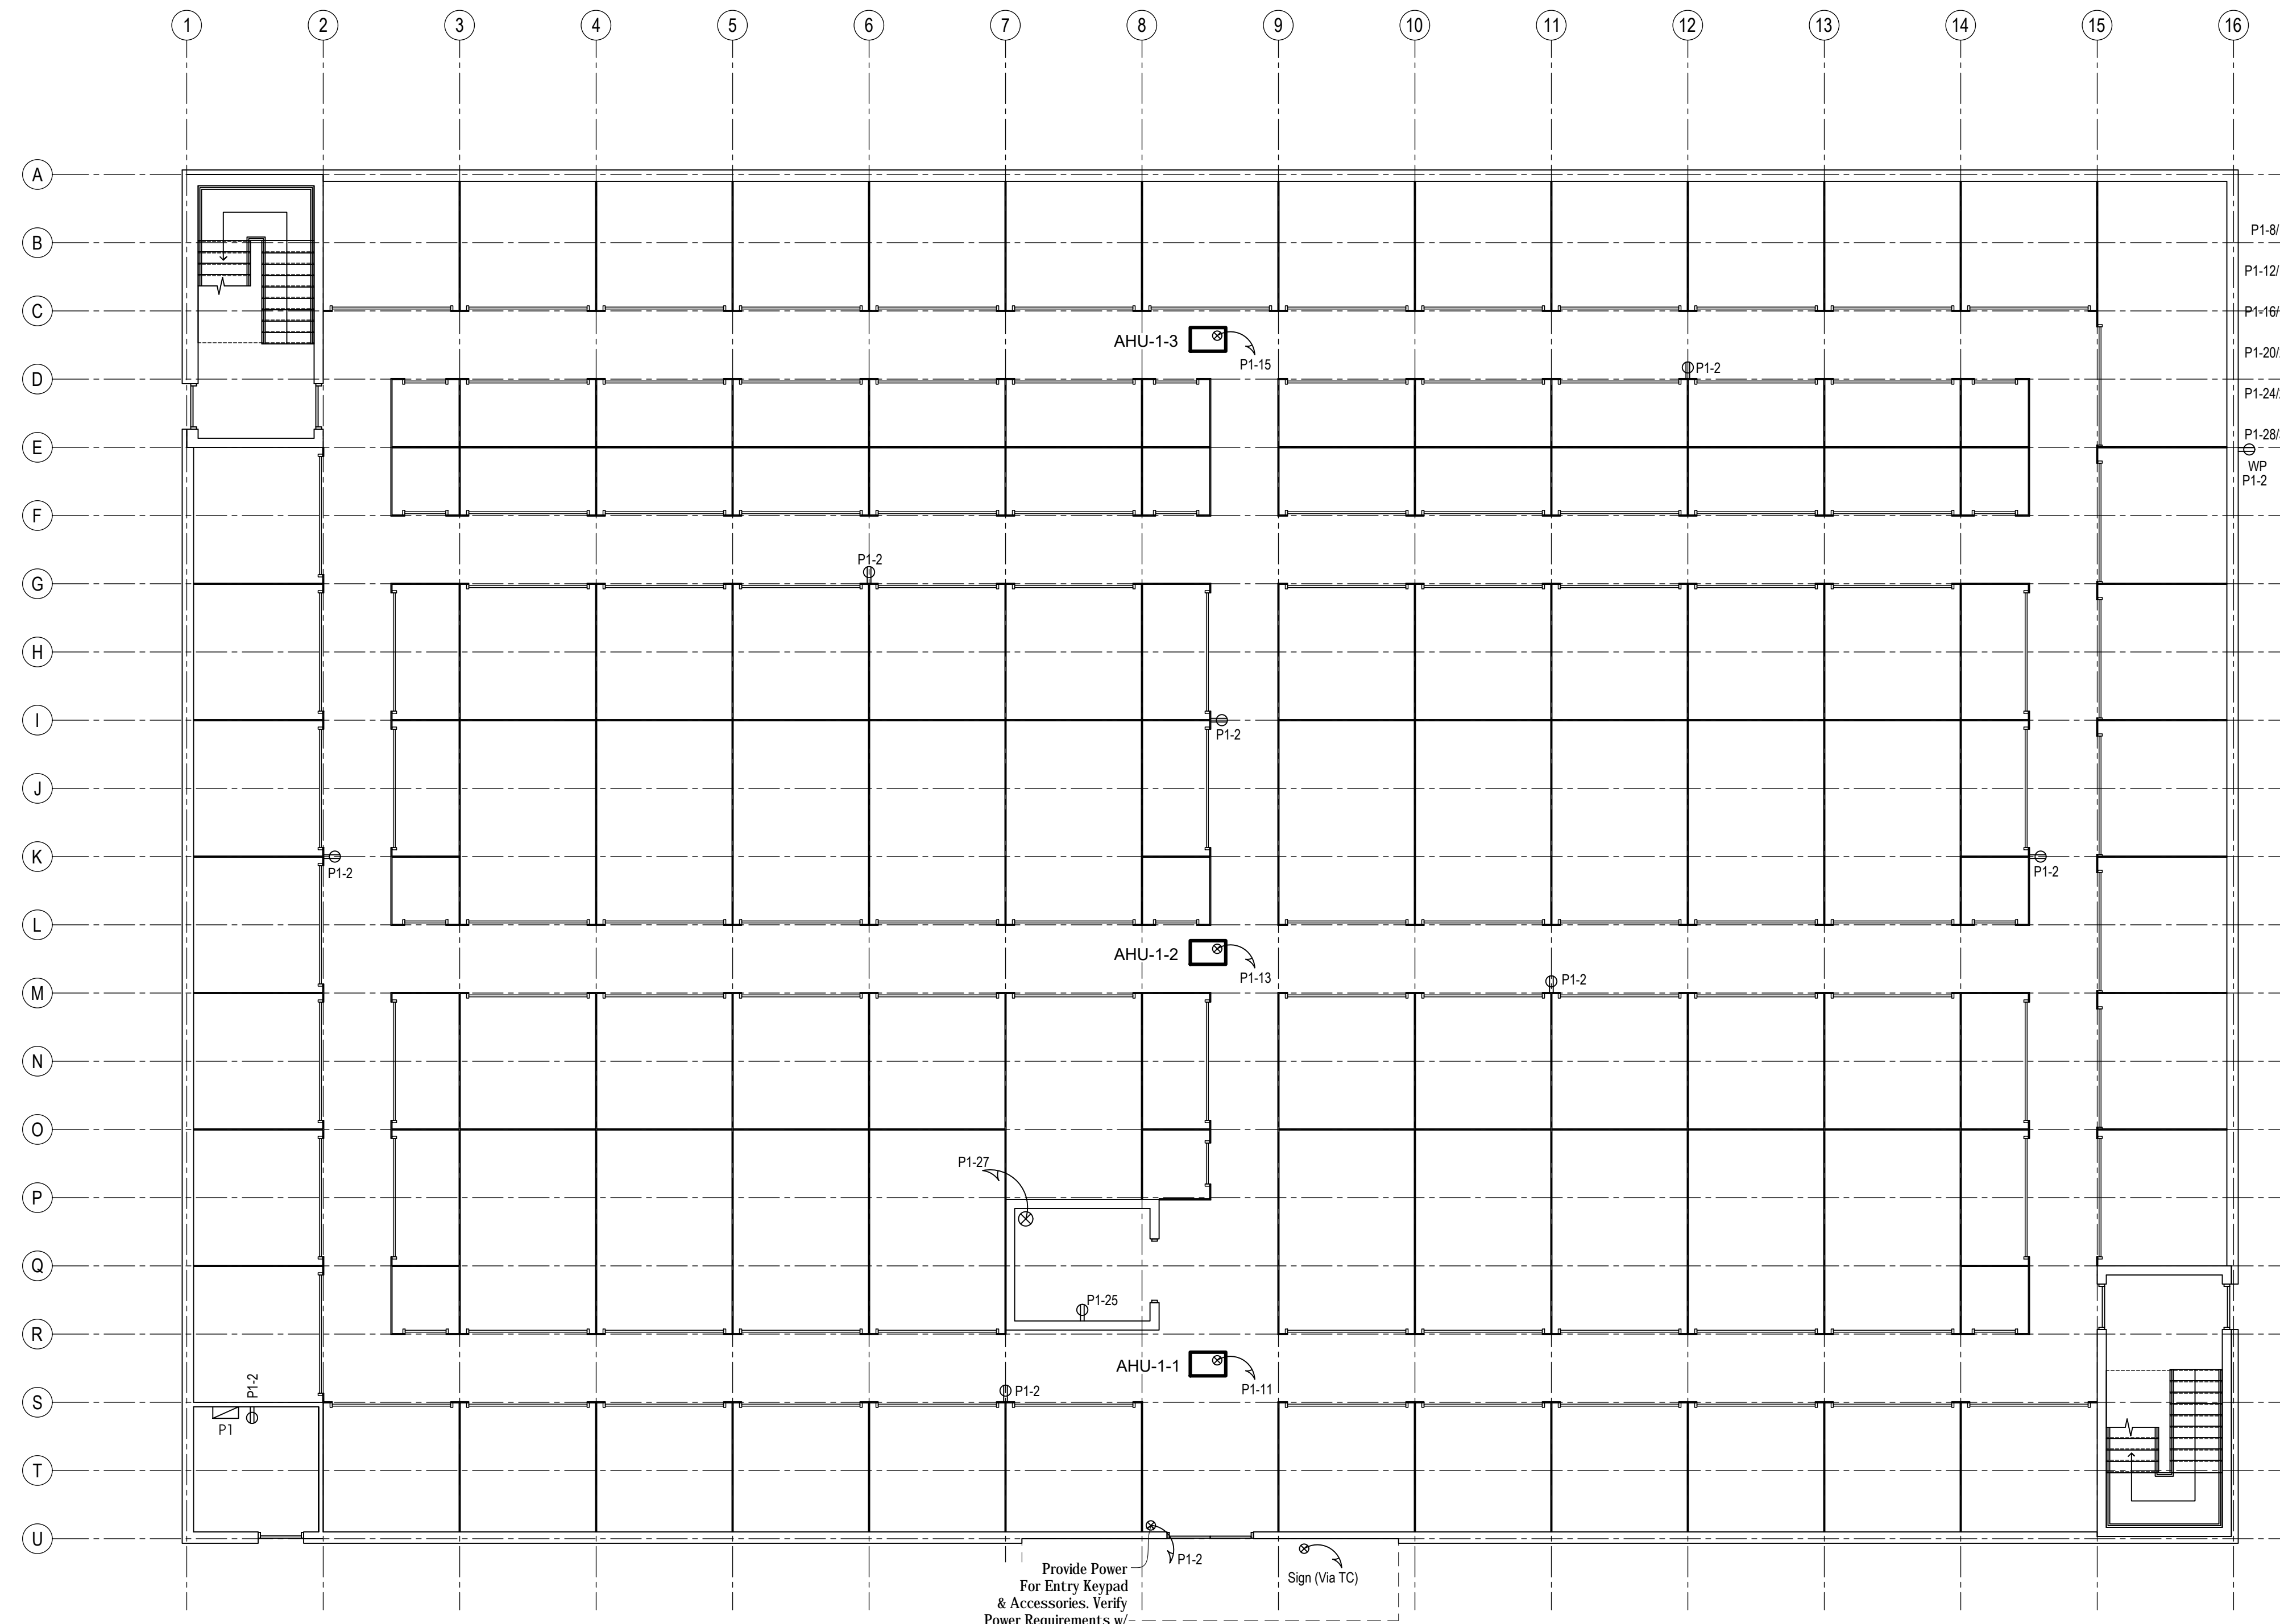 1 2 3 4 5 6 7 8 9 10 11 12 13 14 15 16
A
B
P1-8/
P1-12/
C
P1-16/
AHU-1-3
P1-15
P1-20/
D
P1-2
P1-24/
E
P1-28/
WP
P1-2
F
P1-2
G
H
I
P1-2
J
K
P1-2
P1-2
L
AHU-1-2
P1-13
M
P1-2
N
O
P1-27
P
Q
P1-25
R
AHU-1-1
P1-11
P1-2
P1-2
S
P1
T
U
P1-2
Sign (Via TC)
Provide Power
For Entry Keypad
& Accessories. Verify
Power Requirements w/